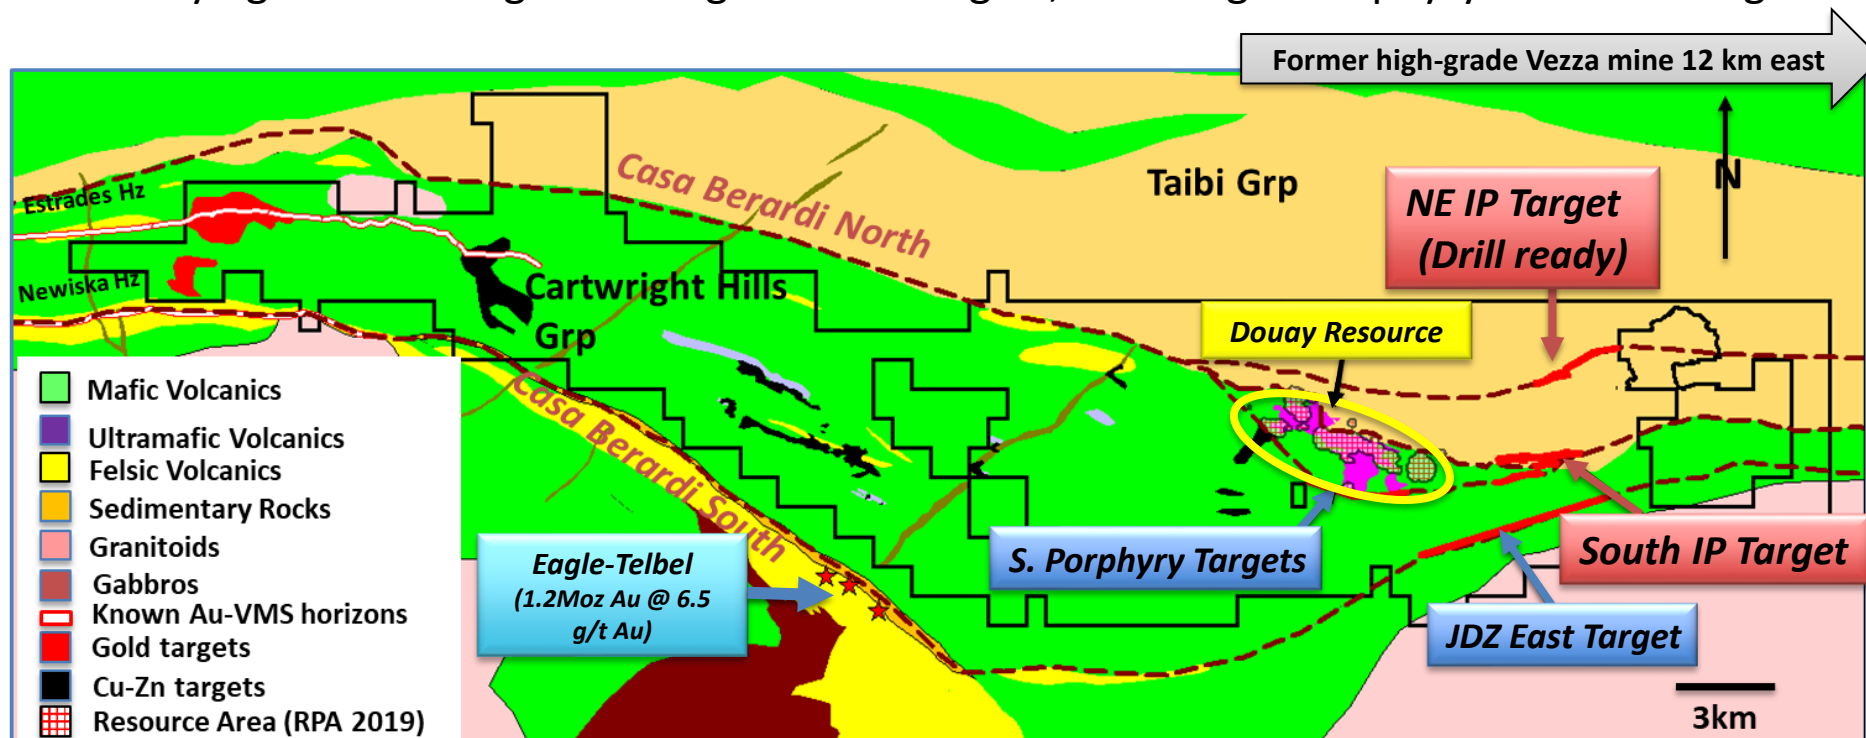 Former high-grade Vezza mine 12 km east
N
Taibi Grp
Casa Berardi North
NE IP Target
(Drill ready)
Estrades Hz
Newiska Hz
Cartwright Hills
Grp
Douay Resource
Casa Berardi South
Eagle-Telbel
(1.2Moz Au @ 6.5
g/t Au)
S. Porphyry Targets
South IP Target
JDZ East Target
3km
Mafic Volcanics
Ultramafic Volcanics
Felsic Volcanics
Sedimentary Rocks
Granitoids
Gabbros
Known Au-VMS horizons
Gold targets
Cu-Zn targets
Resource Area (RPA 2019)